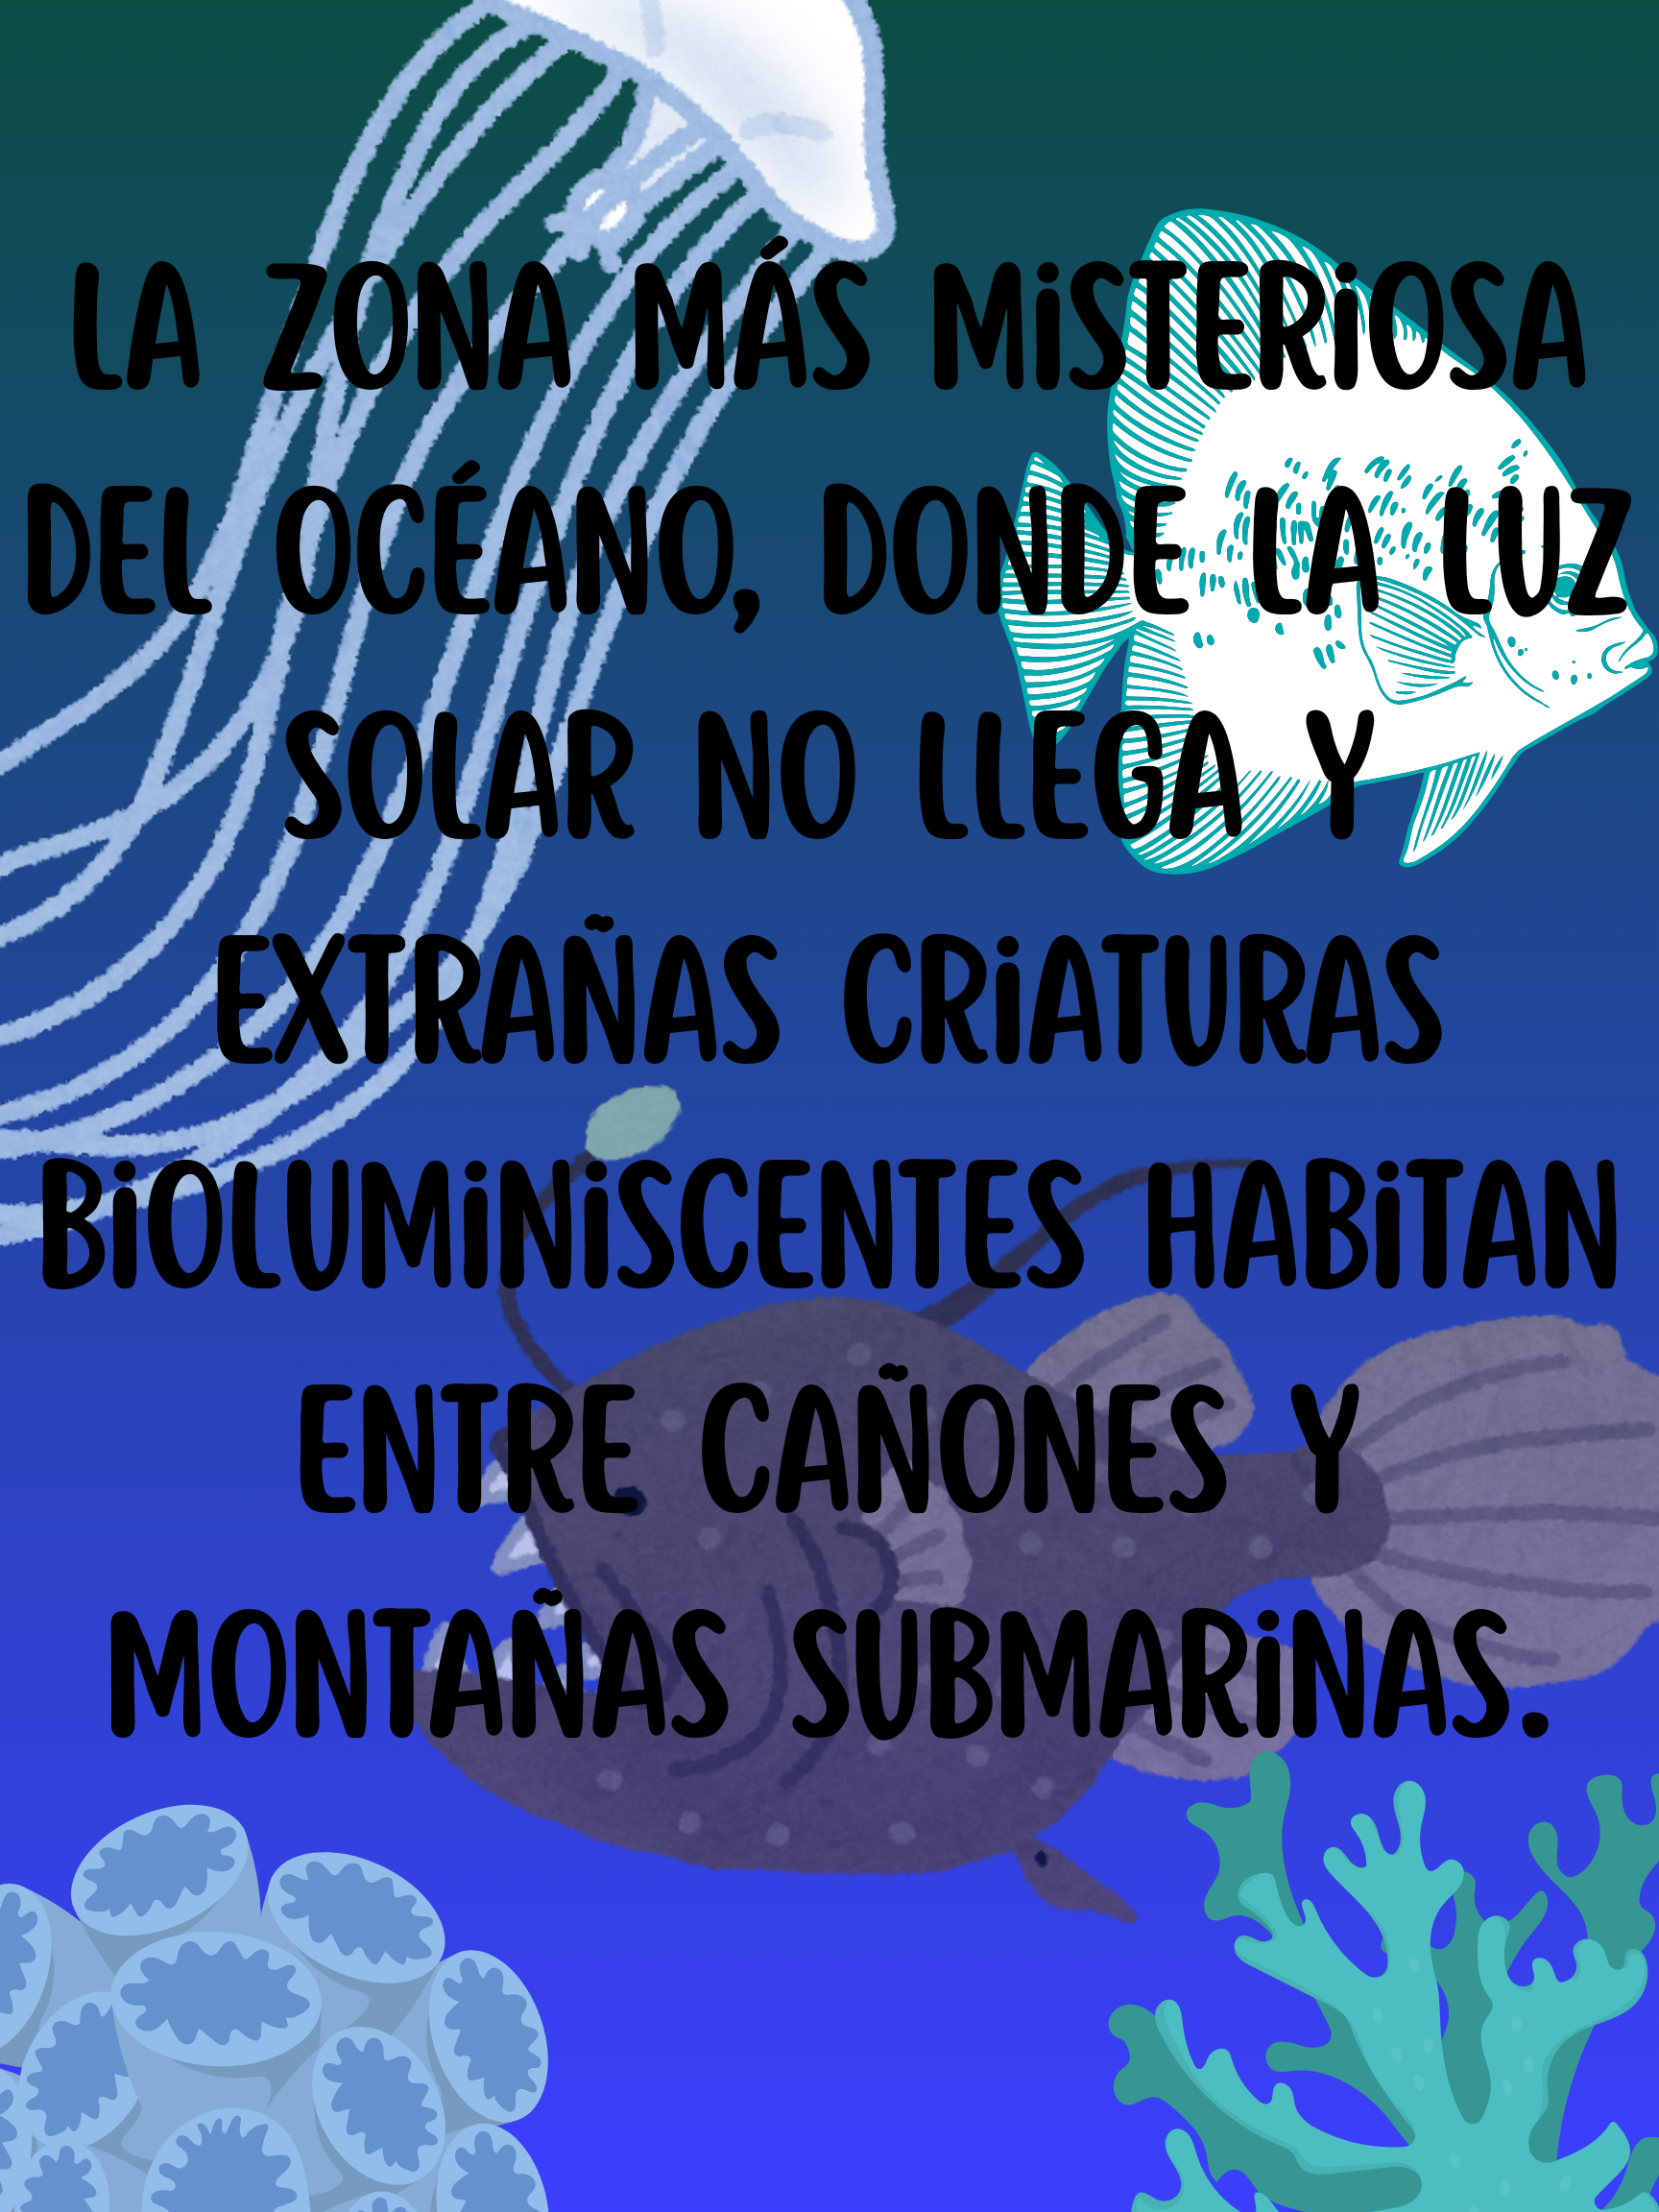 LA ZONA MÁS MiSTERiOSA
DEL OCÉANO, DONDE LA LUZ
SOLAR NO LLEGA Y
EXTRAÑAS CRiATURAS
BiOLUMiNiSCENTES HABiTAN
ENTRE CAÑONES Y
MONTAÑAS SUBMARiNAS.